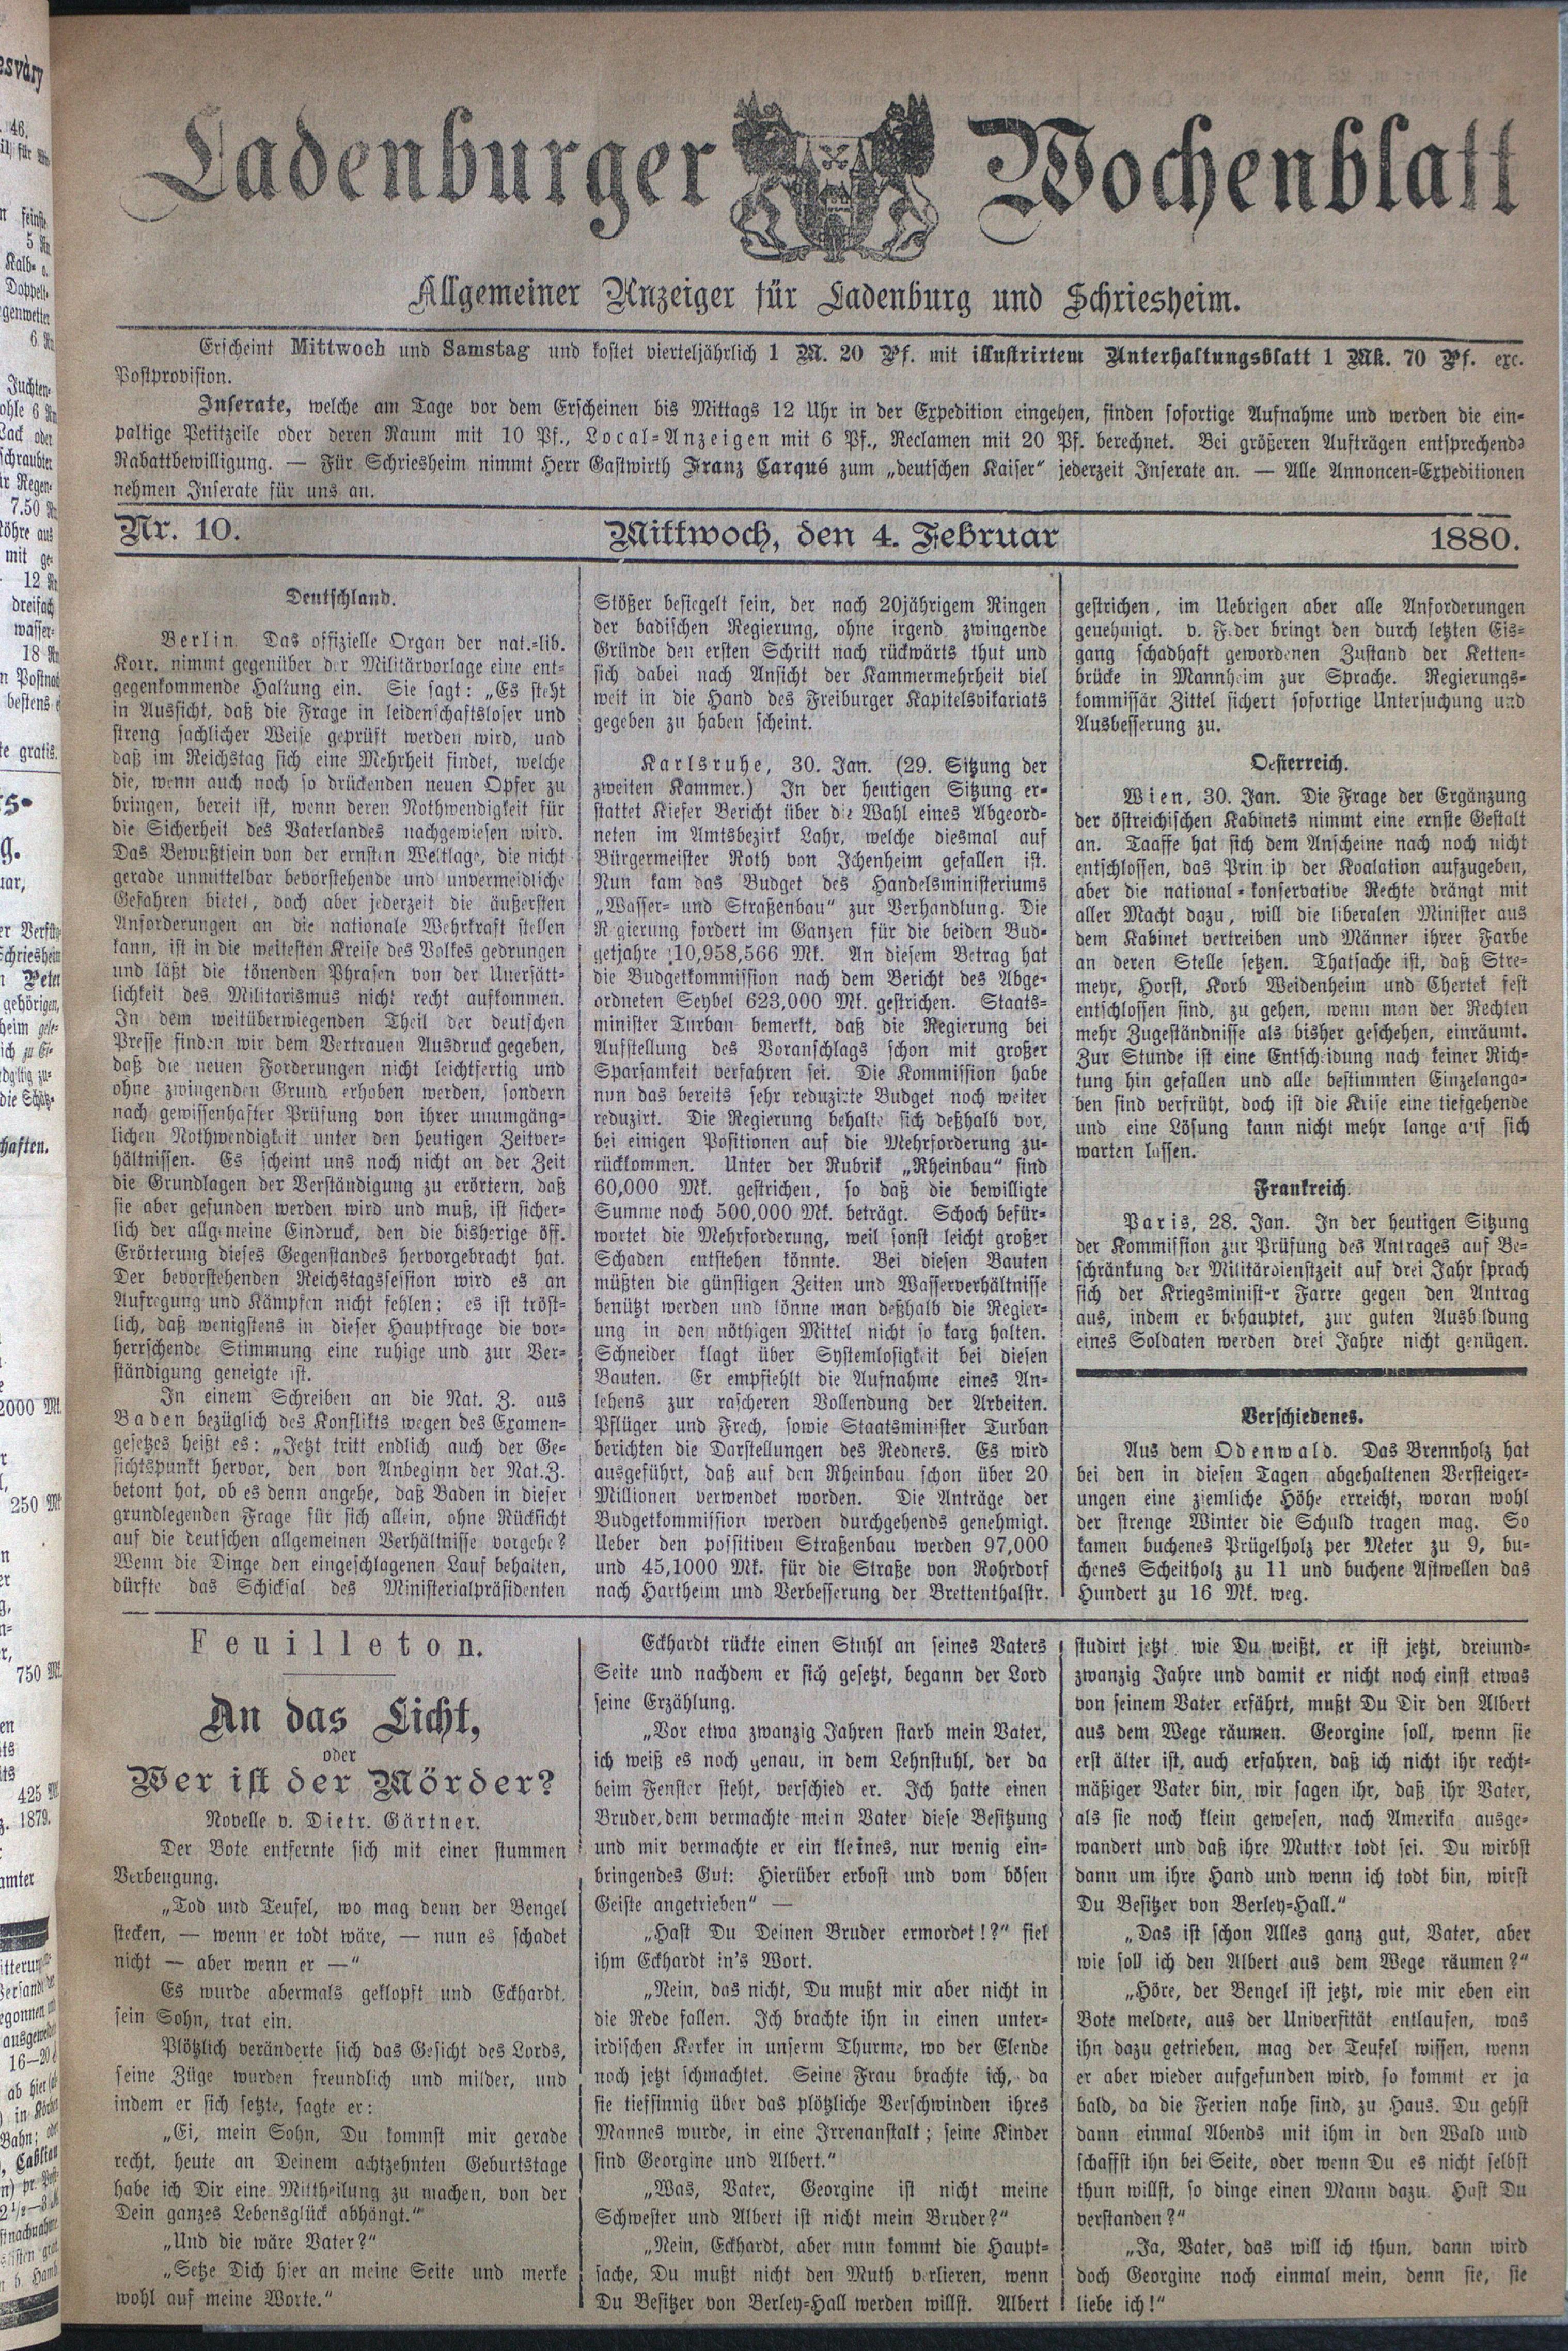 Ladenburger Wochenblatt
Allgemeiner Anzeiger für Ladenburg und Schriesheim.
Erscheint Mittwoch und Samstag und kostet vierteljährlich 1 M. 20 Pf. mit illustrirtem Unterhaltungsblatt 1 Mk. 70 Pf. exc.
Postprovision.
Inserate, welche am Tage vor dem Erscheinen bis Mittags 12 Uhr in der Expedition eingehen, finden sofortige Aufnahme und werden die ein-
paltige Petitzeile oder deren Raum mit 10 Pf., Local-Anzeigen mit 6 Pf., Reclamen mit 20 Pf. berechnet. Bei größeren Aufträgen entsprechende
Rabattbewilligung. — Für Schriesheim nimmt Herr Gastwirth Franz Carqué zum „deutschen Kaiser“ jederzeit Inserate an. — Alle Annoncen-Expeditionen
nehmen Inserate für uns an.
Nr. 10. Mittwoch, den 4. Februar 1880.
Deutschland.
Berlin. Das offizielle Organ der nat.-lib.
Korr. nimmt gegenüber der Militärvorlage eine ent-
gegenkommende Haltung ein. Sie sagt: „Es steht
in Aussicht, daß die Frage in leidenschaftsloser und
streng sachlicher Weise geprüft werden wird, und
daß im Reichstag sich eine Mehrheit findet, welche
die, wenn auch noch so drückenden neuen Opfer zu
bringen, bereit ist, wenn deren Nothwendigkeit für
die Sicherheit des Vaterlandes nachgewiesen wird.
Das Bewußtsein von der ernsten Weltlage, die nicht
gerade unmittelbar bevorstehende und unvermeidliche
Gefahren bietet, doch aber jederzeit die äußersten
Anforderungen an die nationale Wehrkraft stellen
kann, ist in die weitesten Kreise des Volkes gedrungen
und läßt die tönenden Phrasen von der Unersätt-
lichkeit des Militarismus nicht recht aufkommen.
In dem weitüberwiegenden Theil der deutschen
Presse finden wir dem Vertrauen Ausdruck gegeben,
daß die neuen Forderungen nicht leichtfertig und
ohne zwingenden Grund erhoben werden, sondern
nach gewissenhafter Prüfung von ihrer unumgäng-
lichen Nothwendigkeit unter den heutigen Zeitver-
hältnissen. Es scheint uns noch nicht an der Zeit
die Grundlagen der Verständigung zu erörtern, daß
sie aber gefunden werden wird und muß, ist sicher-
lich der allgemeine Eindruck, den die bisherige öff.
Erörterung dieses Gegenstandes hervorgebracht hat.
Der bevorstehenden Reichstagssession wird es an
Aufregung und Kämpfen nicht fehlen; es ist tröst-
lich, daß wenigstens in dieser Hauptfrage die vor-
herrschende Stimmung eine ruhige und zur Ver-
ständigung geneigte ist.
In einem Schreiben an die Nat. Z. aus
Baden bezüglich des Konflikts wegen des Examen-
gesetzes heißt es: „Jetzt tritt endlich auch der Ge-
sichtspunkt hervor, den von Anbeginn der Nat.Z.
betont hat, ob es denn angehe, daß Baden in dieser
grundlegenden Frage für sich allein, ohne Rücksicht
auf die deutschen allgemeinen Verhältnisse vorgehe?
Wenn die Dinge den eingeschlagenen Lauf behalten,
dürfte das Schicksal des Ministerialpräsidenten
Stößer besiegelt sein, der nach 20jährigem Ringen
der badischen Regierung, ohne irgend zwingende
Gründe den ersten Schritt nach rückwärts thut und
sich dabei nach Ansicht der Kammermehrheit viel
weit in die Hand des Freiburger Kapitelsvikariats
gegeben zu haben scheint.
Karlsruhe, 30. Jan. (29. Sitzung der
zweiten Kammer.) In der heutigen Sitzung er-
stattet Kiefer Bericht über die Wahl eines Abgeord-
neten im Amtsbezirk Lahr, welche diesmal auf
Bürgermeister Roth von Ichenheim gefallen ist.
Nun kam das Budget des Handelsministeriums
„Wasser- und Straßenbau“ zur Verhandlung. Die
R gierung fordert im Ganzen für die beiden Bud-
getjahre 10,958,566 Mk. An diesem Betrag hat
die Budgetkommission nach dem Bericht des Abge-
ordneten Seybel 623,000 Mk. gestrichen. Staats-
minister Turban bemerkt, daß die Regierung bei
Aufstellung des Voranschlags schon mit großer
Sparsamkeit verfahren sei. Die Kommission habe
nun das bereits sehr reduzirte Budget noch weiter
reduzirt. Die Regierung behalte sich deßhalb vor,
bei einigen Positionen auf die Mehrforderung zu-
rückkommen. Unter der Rubrik „Rheinbau“ sind
60,000 Mk. gestrichen, so daß die bewilligte
Summe noch 500,000 Mk. beträgt. Schoch befür-
wortet die Mehrforderung, weil sonst leicht großer
Schaden entstehen könnte. Bei diesen Bauten
müßten die günstigen Zeiten und Wasserverhältnisse
benützt werden und könne man deßhalb die Regier-
ung in den nöthigen Mittel nicht so karg halten.
Schneider klagt über Systemlosigkeit bei diesen
Bauten. Er empfiehlt die Aufnahme eines An-
lehens zur rascheren Vollendung der Arbeiten.
Pflüger und Frech, sowie Staatsminister Turban
berichten die Darstellungen des Redners. Es wird
ausgeführt, daß auf den Rheinbau schon über 20
Millionen verwendet worden. Die Anträge der
Budgetkommission werden durchgehends genehmigt.
Ueber den possitiven Straßenbau werden 97,000
und 45,1000 Mk. für die Straße von Rohrdorf
nach Hartheim und Verbesserung der Brettenthalstr.
gestrichen, im Uebrigen aber alle Anforderungen
genehmigt. v. Feder bringt den durch letzten Eis-
gang schadhaft gewordenen Zustand der Ketten-
brücke in Mannheim zur Sprache. Regierungs-
kommissär Zittel sichert sofortige Untersuchung und
Ausbesserung zu.
Oesterreich.
Wien, 30. Jan. Die Frage der Ergänzung
der östreichischen Kabinets nimmt eine ernste Gestalt
an. Taaffe hat sich dem Anscheine nach noch nicht
entschlossen, das Prin ip der Koalation aufzugeben,
aber die national-konservative Rechte drängt mit
aller Macht dazu, will die liberalen Minister aus
dem Kabinet vertreiben und Männer ihrer Farbe
an deren Stelle setzen. Thatsache ist, daß Stre-
meyr, Horst, Korb Weidenheim und Chertek fest
entschlossen sind, zu gehen, wenn man der Rechten
mehr Zugeständnisse als bisher geschehen, einräumt.
Zur Stunde ist eine Entscheidung nach keiner Rich-
tung hin gefallen und alle bestimmten Einzelanga-
ben sind verfrüht, doch ist die Krise eine tiefgehende
und eine Lösung kann nicht mehr lange auf sich
warten lassen.
Frankreich.
Paris, 28. Jan. In der heutigen Sitzung
der Kommission zur Prüfung des Antrages auf Be-
schränkung der Militärdienstzeit auf drei Jahr sprach
sich der Kriegsminister Farre gegen den Antrag
aus, indem er behauptet, zur guten Ausbildung
eines Soldaten werden drei Jahre nicht genügen.
Verschiedenes.
Aus dem Odenwald. Das Brennholz hat
bei den in diesen Tagen abgehaltenen Versteiger-
ungen eine ziemliche Höhe erreicht, woran wohl
der strenge Winter die Schuld tragen mag. So
kamen buchenes Prügelholz per Meter zu 9, bu-
chenes Scheitholz zu 11 und buchene Astwellen das
Hundert zu 16 Mk. weg.
Feuilleton.
An das Licht,
oder
Wer ist der Mörder?
Novelle v. Dietr. Gärtner.
Der Bote entfernte sich mit einer stummen
Verbeugung.
„Tod und Teufel, wo mag denn der Bengel
stecken, — wenn er todt wäre, — nun es schadet
nicht — aber wenn er —“
Es wurde abermals geklopft und Eckhardt,
sein Sohn, trat ein.
Plötzlich veränderte sich das Gesicht des Lords,
seine Züge wurden freundlich und milder, und
indem er sich setzte, sagte er:
„Ei, mein Sohn, Du kommst mir gerade
recht, heute an Deinem achtzehnten Geburtstage
habe ich Dir eine Mittheilung zu machen, von der
Dein ganzes Lebensglück abhängt.“
„Und die wäre Vater?“
„Setze Dich hier an meine Seite und merke
wohl auf meine Worte.“
Eckhardt rückte einen Stuhl an seines Vaters
Seite und nachdem er sich gesetzt, begann der Lord
seine Erzählung.
„Vor etwa zwanzig Jahren starb mein Vater,
ich weiß es noch genau, in dem Lehnstuhl, der da
beim Fenster steht, verschied er. Ich hatte einen
Bruder, dem vermachte mein Vater diese Besitzung
und mir vermachte er ein kleines, nur wenig ein-
bringendes Gut: Hierüber erbost und vom bösen
Geiste angetrieben“ —
„Hast Du Deinen Bruder ermordet!?“ fiel
ihm Eckhardt in's Wort.
„Nein, das nicht, Du mußt mir aber nicht in
die Rede fallen. Ich brachte ihn in einen unter-
irdischen Kerker in unserm Thurme, wo der Elende
noch jetzt schmachtet. Seine Frau brachte ich, da
sie tiefsinnig über das plötzliche Verschwinden ihres
Mannes wurde, in eine Irrenanstalt; seine Kinder
sind Georgine und Albert.“
„Was, Vater, Georgine ist nicht meine
Schwester und Albert ist nicht mein Bruder?“
„Nein, Eckhardt, aber nun kommt die Haupt-
sache, Du mußt nicht den Muth verlieren, wenn
Du Besitzer von Berley-Hall werden willst. Albert
studirt jetzt wie Du weißt, er ist jetzt, dreiund-
zwanzig Jahre und damit er nicht noch einst etwas
von seinem Vater erfährt, mußt Du Dir den Albert
aus dem Wege räumen. Georgine soll, wenn sie
erst älter ist, auch erfahren, daß ich nicht ihr recht-
mäßiger Vater bin, wir sagen ihr, daß ihr Vater,
als sie noch klein gewesen, nach Amerika ausge-
wandert und daß ihre Mutter todt sei. Du wirbst
dann um ihre Hand und wenn ich todt bin, wirst
Du Besitzer von Berley-Hall.“
„Das ist schon Alles ganz gut, Vater, aber
wie soll ich den Albert aus dem Wege räumen?“
„Höre, der Bengel ist jetzt, wie mir eben ein
Bote meldete, aus der Universität entlaufen, was
ihn dazu getrieben, mag der Teufel wissen, wenn
er aber wieder aufgefunden wird, so kommt er ja
bald, da die Ferien nahe sind, zu Haus. Du gehst
dann einmal Abends mit ihm in den Wald und
schaffst ihn bei Seite, oder wenn Du es nicht selbst
thun willst, so dinge einen Mann dazu. Hast Du
verstanden?“
„Ja, Vater, das will ich thun, dann wird
doch Georgine noch einmal mein, denn sie, sie
liebe ich!“